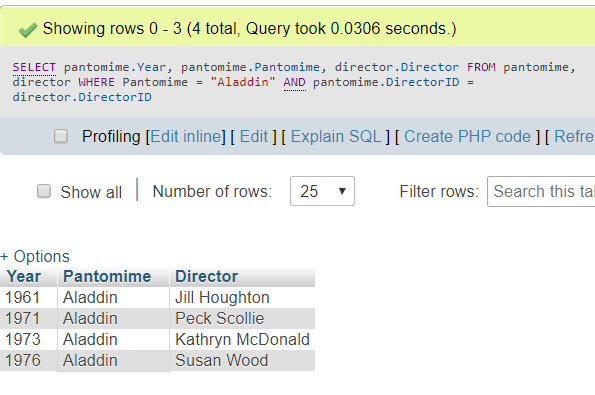 Showing rows 0 - 3 (4 total, Query took 0.0306 seconds.)
SELECT pantomime.Year, pantomime.Pantomime, director.Director FROM pantomime,
director WHERE Pantomime = "Aladdin" AND pantomime.DirectorID =
director.DirectorID
Profiling [Edit inline] [ Edit ] [ Explain SQL ] [ Create PHP code ] [ Refre
Show all | Number of rows: 25 Filter rows: Search this tal
+ Options
Year Pantomime Director
1961 Aladdin Jill Houghton
1971 Aladdin Peck Scollie
1973 Aladdin Kathryn McDonald
1976 Aladdin Susan Wood